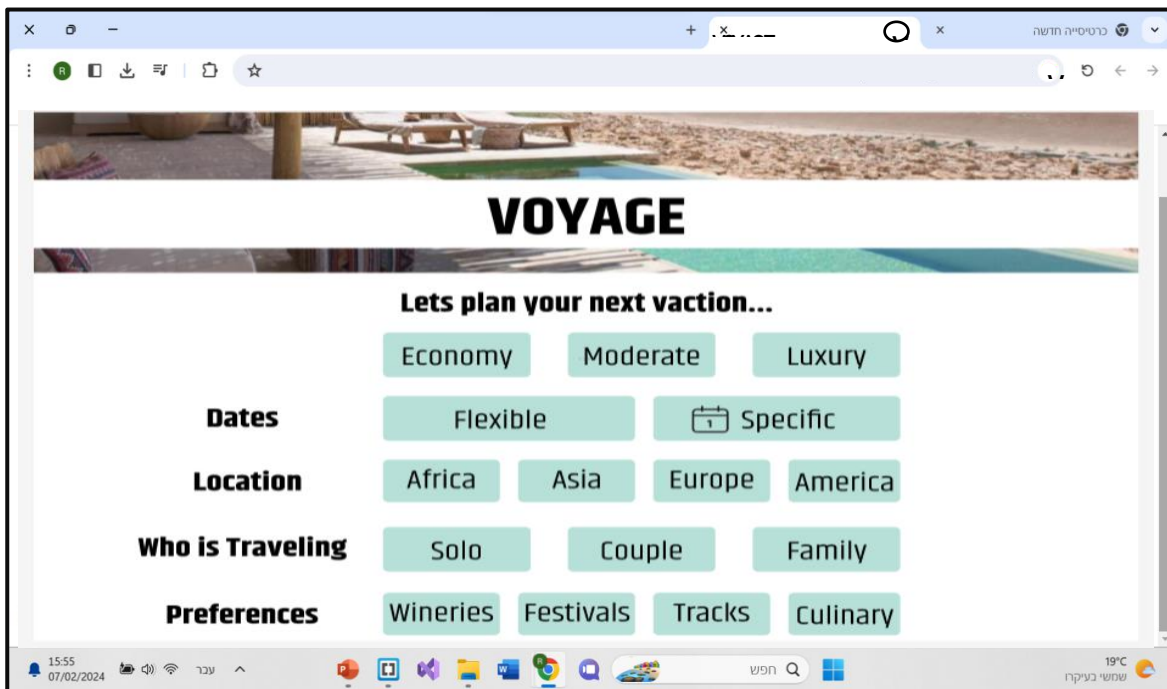 כרטיסייה חדשה
R
VOYAGE
Lets plan your next vaction...
Economy Moderate Luxury
Dates Flexible 1 Specific
Location Africa Asia Europe America
Who is Traveling Solo Couple Family
Preferences Wineries Festivals Tracks Culinary
19°C
שמשי בעיקרו
חפש
עבר
15:55
07/02/2024